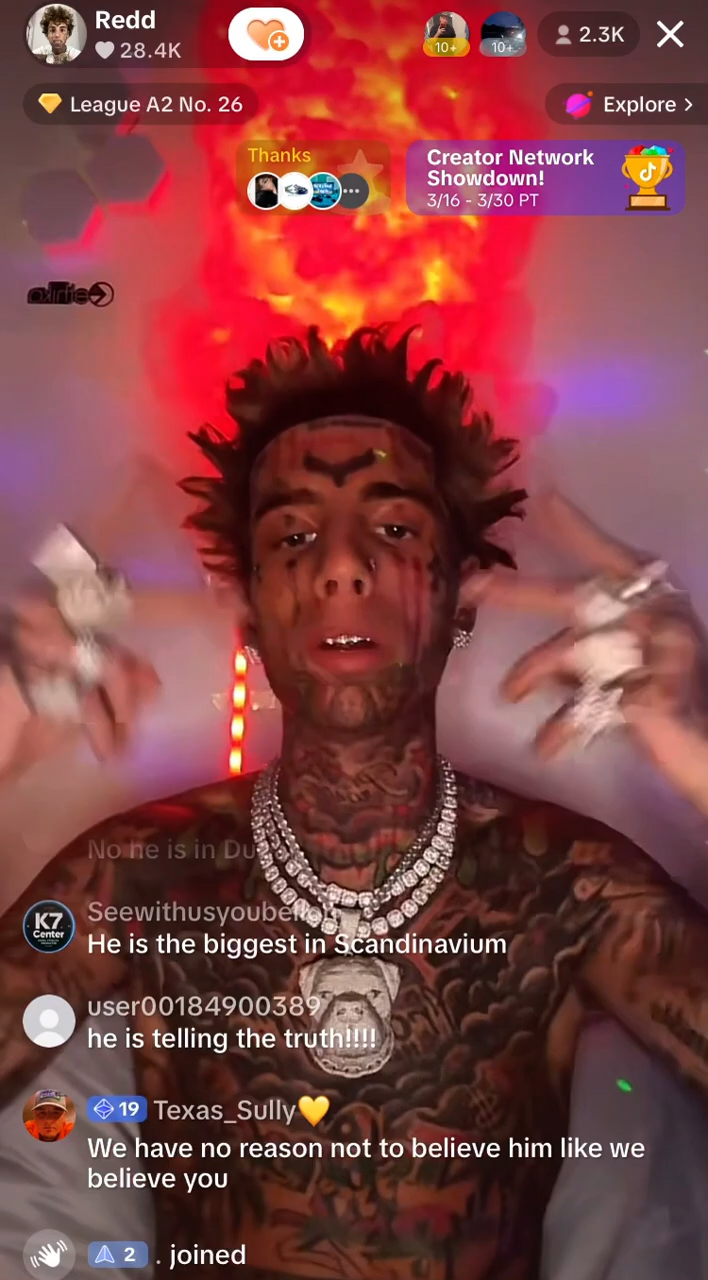 Redd
28.4K
10+
10+
2.3K
League A2 No. 26
Explore >
Thanks
Creator Network
Showdown!
3/16 - 3/30 PT
No he is in
K7
Center
He is the biggest in Scandinavium
user00184900389
he is telling the truth!!!!
19 Texas_Sully💛
We have no reason not to believe him like we
believe you
2 . joined